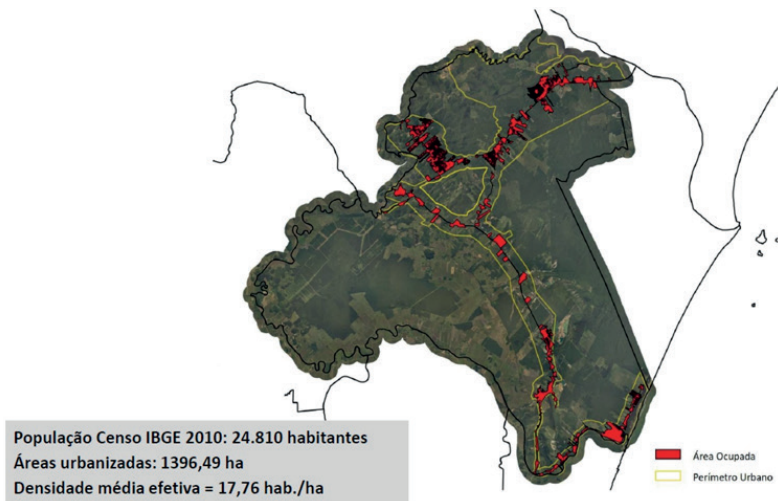 População Censo IBGE 2010: 24.810 habitantes
Áreas urbanizadas: 1396,49 ha
Densidade média efetiva = 17,76 hab./ha
Área Ocupada
Perímetro Urbano